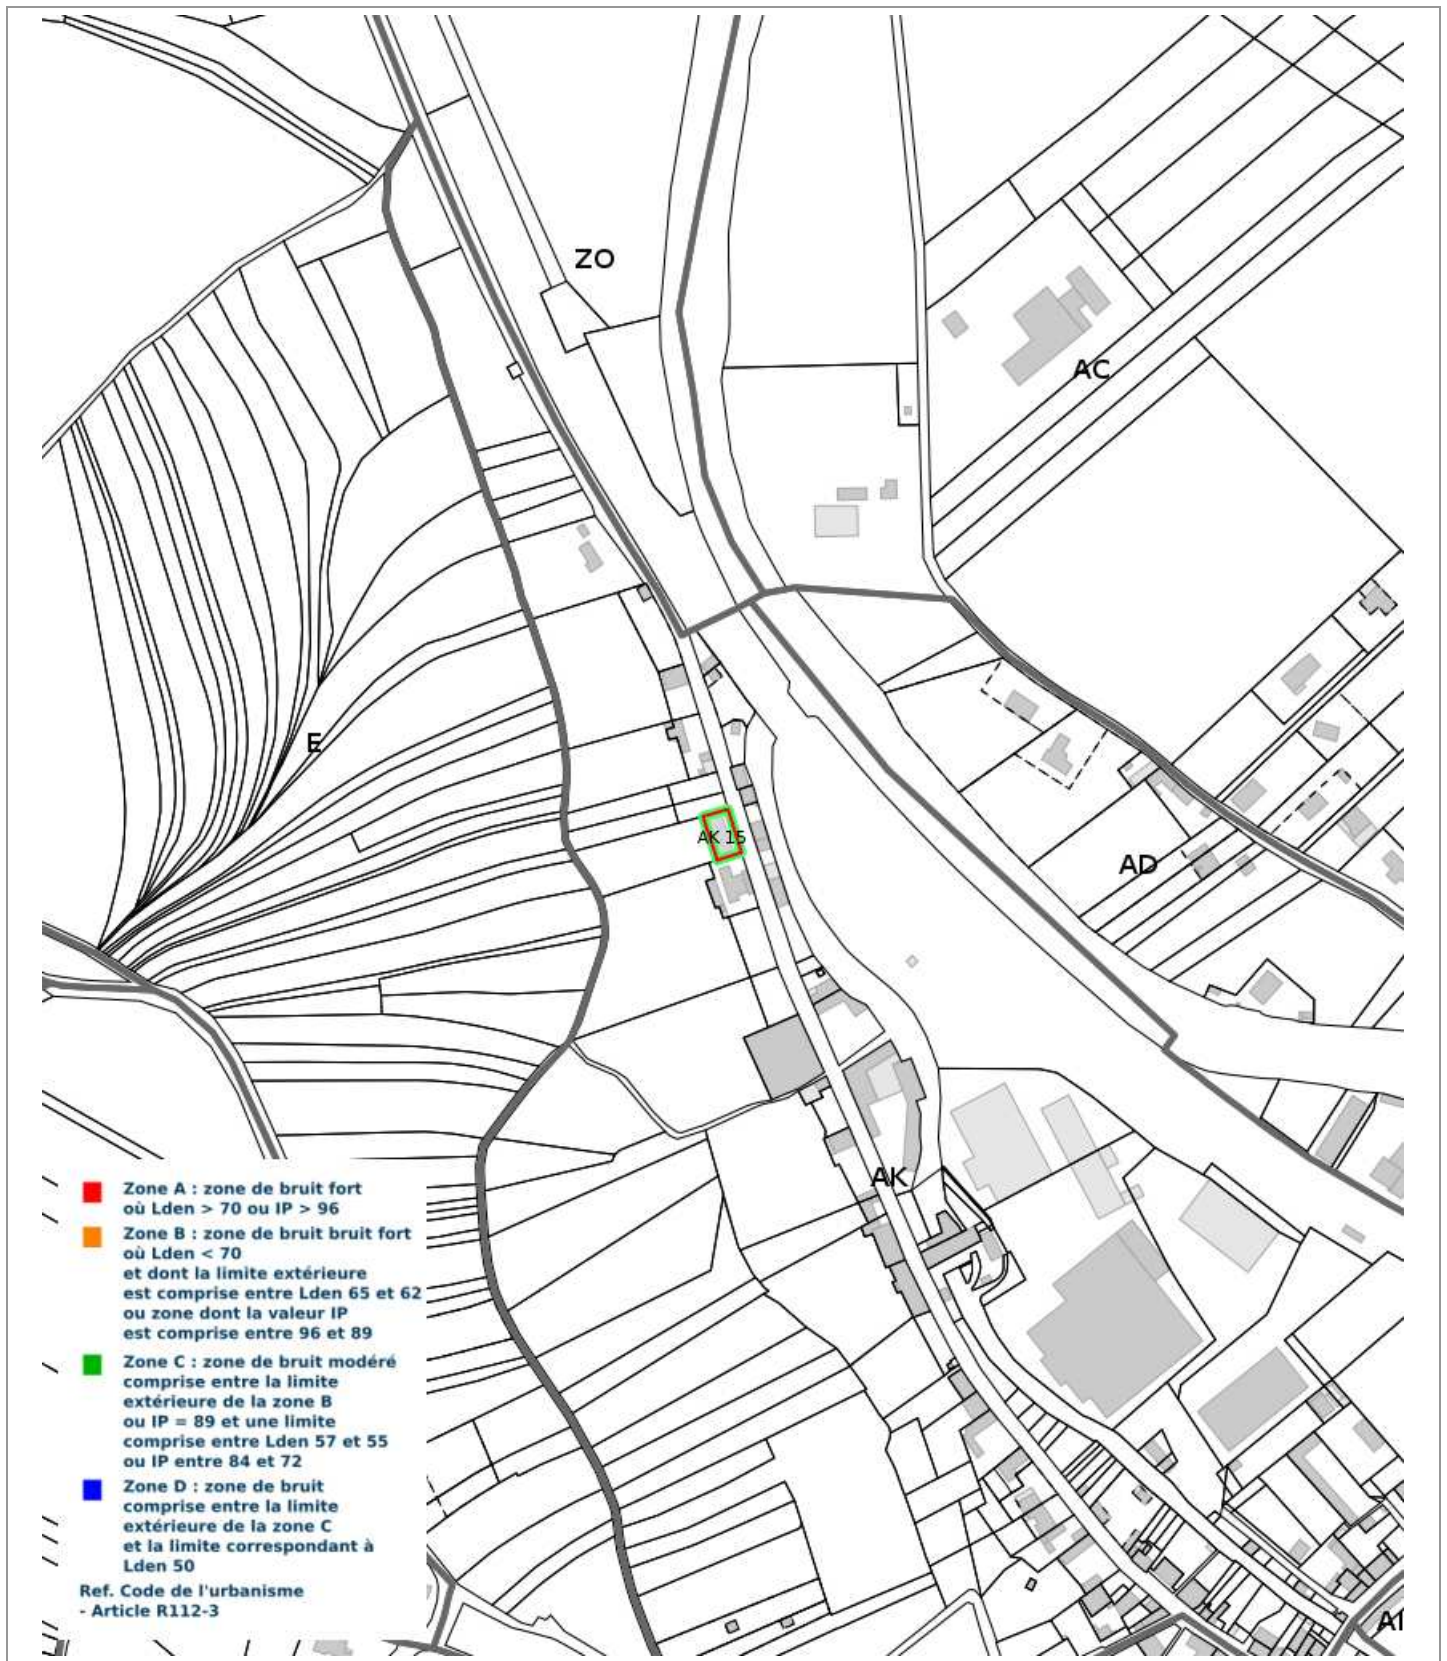 ZO
AC
E
AK 15
AD
AK
Zone A : zone de bruit fort
où Lden > 70 ou IP > 96
Zone B : zone de bruit bruit fort
où Lden < 70
et dont la limite extérieure
est comprise entre Lden 65 et 62
ou zone dont la valeur IP
est comprise entre 96 et 89
Zone C : zone de bruit modéré
comprise entre la limite
extérieure de la zone B
ou IP = 89 et une limite
comprise entre Lden 57 et 55
ou IP entre 84 et 72
Zone D : zone de bruit
comprise entre la limite
extérieure de la zone C
et la limite correspondant à
Lden 50
Ref. Code de l'urbanisme
- Article R112-3